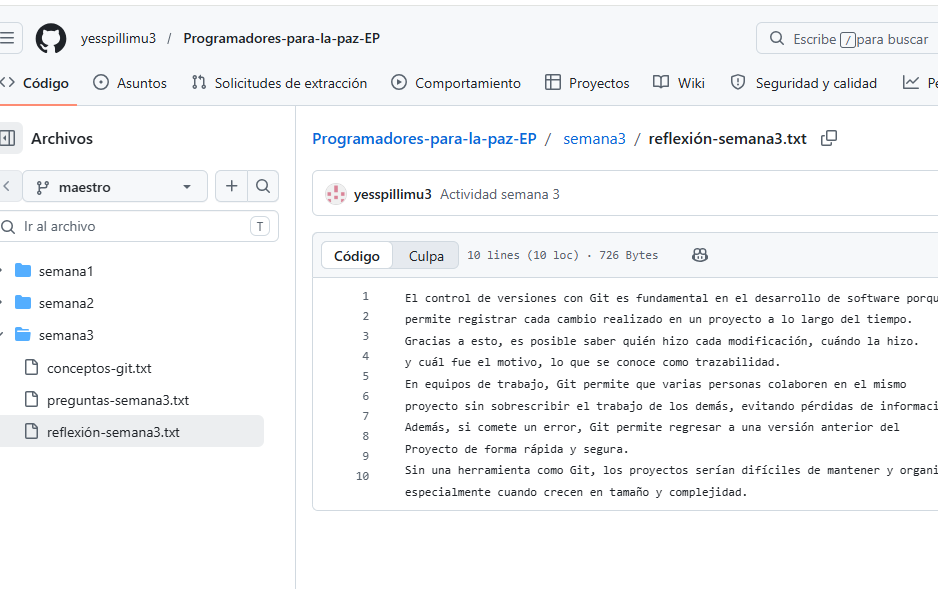 yesspillimu3 / Programadores-para-la-paz-EP
Escribe / para buscar
Código Asuntos Solicitudes de extracción Comportamiento Proyectos Wiki Seguridad y calidad
Archivos
maestro
Ir al archivo T
semana1
semana2
semana3
conceptos-git.txt
preguntas-semana3.txt
reflexión-semana3.txt
Programadores-para-la-paz-EP / semana3 / reflexión-semana3.txt
yesspillimu3 Actividad semana 3
Código Culpa 10 lines (10 loc) · 726 Bytes
1 El control de versiones con Git es fundamental en el desarrollo de software
2 permite registrar cada cambio realizado en un proyecto a lo largo del tiempo.
3 Gracias a esto, es posible saber quién hizo cada modificación, cuándo la hizo.
4 y cuál fue el motivo, lo que se conoce como trazabilidad.
5 En equipos de trabajo, Git permite que varias personas colaboren en el mismo
6 proyecto sin sobrescribir el trabajo de los demás, evitando pérdidas de
7 Además, si comete un error, Git permite regresar a una versión anterior del
8 Proyecto de forma rápida y segura.
9 Sin una herramienta como Git, los proyectos serían difíciles de mantener y
10 especialmente cuando crecen en tamaño y complejidad.